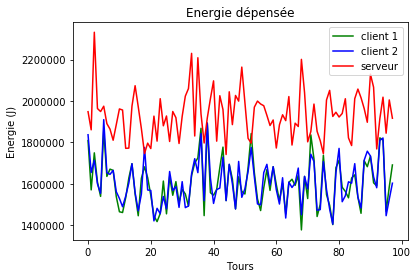 Energie dépensée
client 1
client 2
serveur
Energie (J)
2200000
2000000
1800000
1600000
1400000
0
20
40
60
80
100
Tours